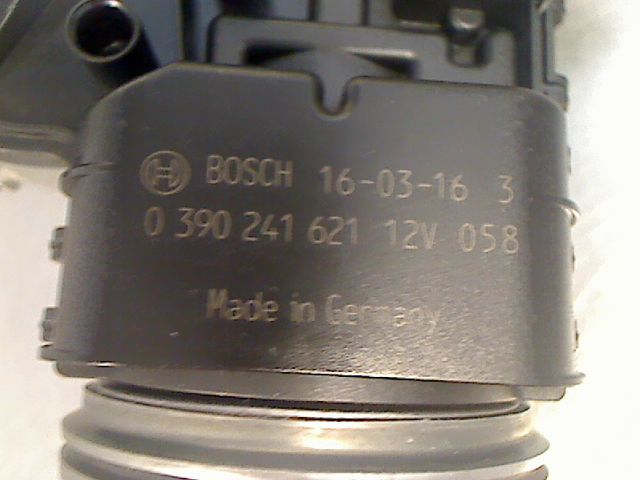 BOSCH 16-03-16 3
0 390 241 621 12V 058
Made in Germany